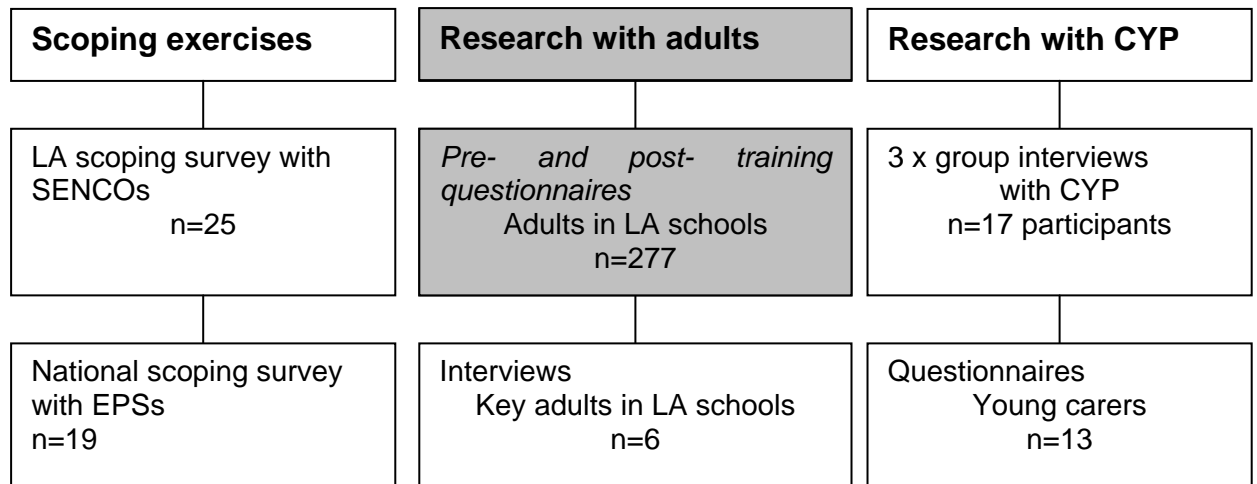 Scoping exercises
LA scoping survey with
SENCOs
n=25
National scoping survey
with EPSs
n=19
Research with adults
Pre- and post- training
questionnaires
Adults in LA schools
n=277
Interviews
Key adults in LA schools
n=6
Research with CYP
3 x group interviews
with CYP
n=17 participants
Questionnaires
Young carers
n=13